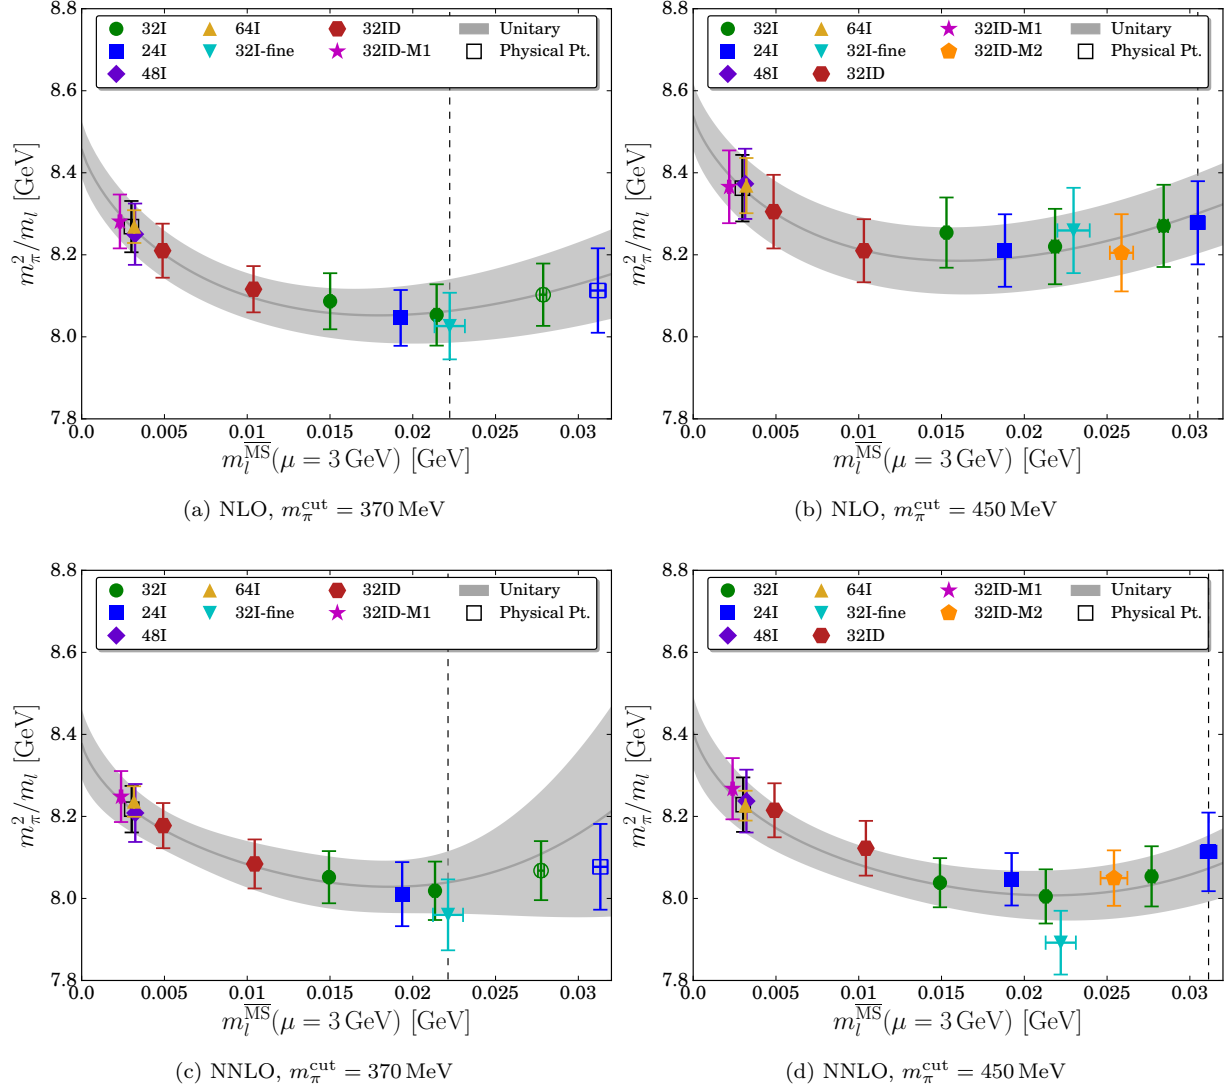 8.8
8.6
8.4
8.2
8.0
7.8
m_π^2/m_l [GeV]
32I
24I
48I
64I
32I-fine
32ID
32ID-M1
Unitary
Physical Pt.
0.0 0.005 0.01 0.015 0.02 0.025 0.03
m_l^{\overline{MS}}(μ = 3 GeV) [GeV]
(a) NLO, m_π^cut = 370 MeV
8.8
8.6
8.4
8.2
8.0
7.8
m_π^2/m_l [GeV]
32I
24I
48I
64I
32I-fine
32ID
32ID-M1
32ID-M2
Unitary
Physical Pt.
0.0 0.005 0.01 0.015 0.02 0.025 0.03
m_l^{\overline{MS}}(μ = 3 GeV) [GeV]
(b) NLO, m_π^cut = 450 MeV
8.8
8.6
8.4
8.2
8.0
7.8
m_π^2/m_l [GeV]
32I
24I
48I
64I
32I-fine
32ID
32ID-M1
Unitary
Physical Pt.
0.0 0.005 0.01 0.015 0.02 0.025 0.03
m_l^{\overline{MS}}(μ = 3 GeV) [GeV]
(c) NNLO, m_π^cut = 370 MeV
8.8
8.6
8.4
8.2
8.0
7.8
m_π^2/m_l [GeV]
32I
24I
48I
64I
32I-fine
32ID
32ID-M1
32ID-M2
Unitary
Physical Pt.
0.0 0.005 0.01 0.015 0.02 0.025 0.03
m_l^{\overline{MS}}(μ = 3 GeV) [GeV]
(d) NNLO, m_π^cut = 450 MeV